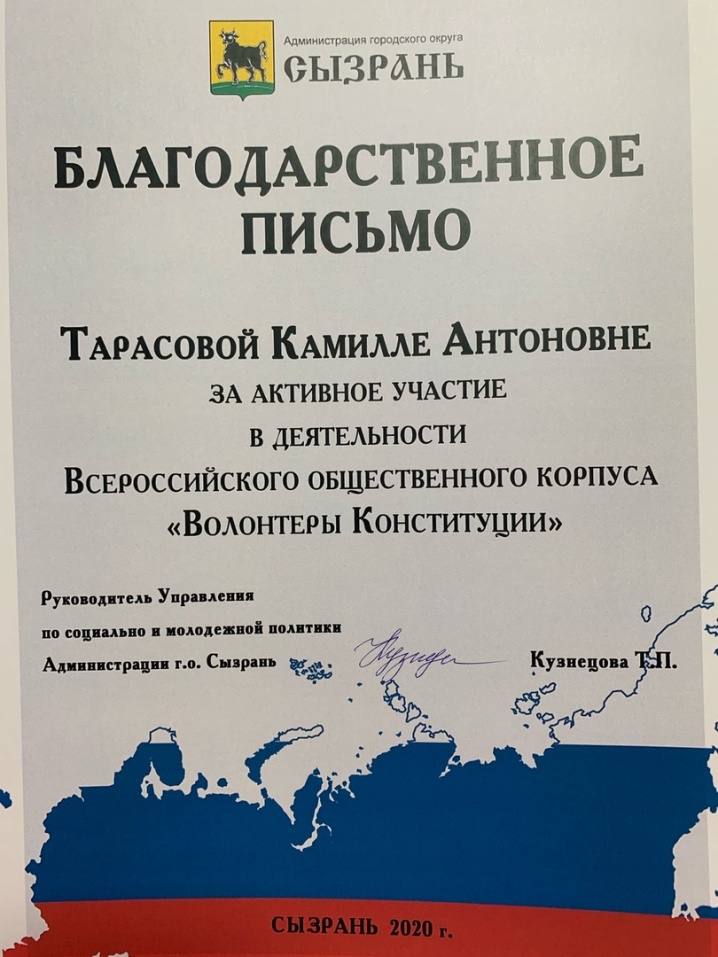 Администрация городского округа
СЫЗРАНЬ
БЛАГОДАРСТВЕННОЕ
ПИСЬМО
ТАРАСОВОЙ КАМИЛЛЕ АНТОНОВНЕ
ЗА АКТИВНОЕ УЧАСТИЕ
В ДЕЯТЕЛЬНОСТИ
ВСЕРОССИЙСКОГО ОБЩЕСТВЕННОГО КОРПУСА
«ВОЛОНТЕРЫ КОНСТИТУЦИИ»
Руководитель Управления
по социально и молодежной политики
Администрации г.о. Сызрань
Кузнецова Т.П.
СЫЗРАНЬ 2020 г.